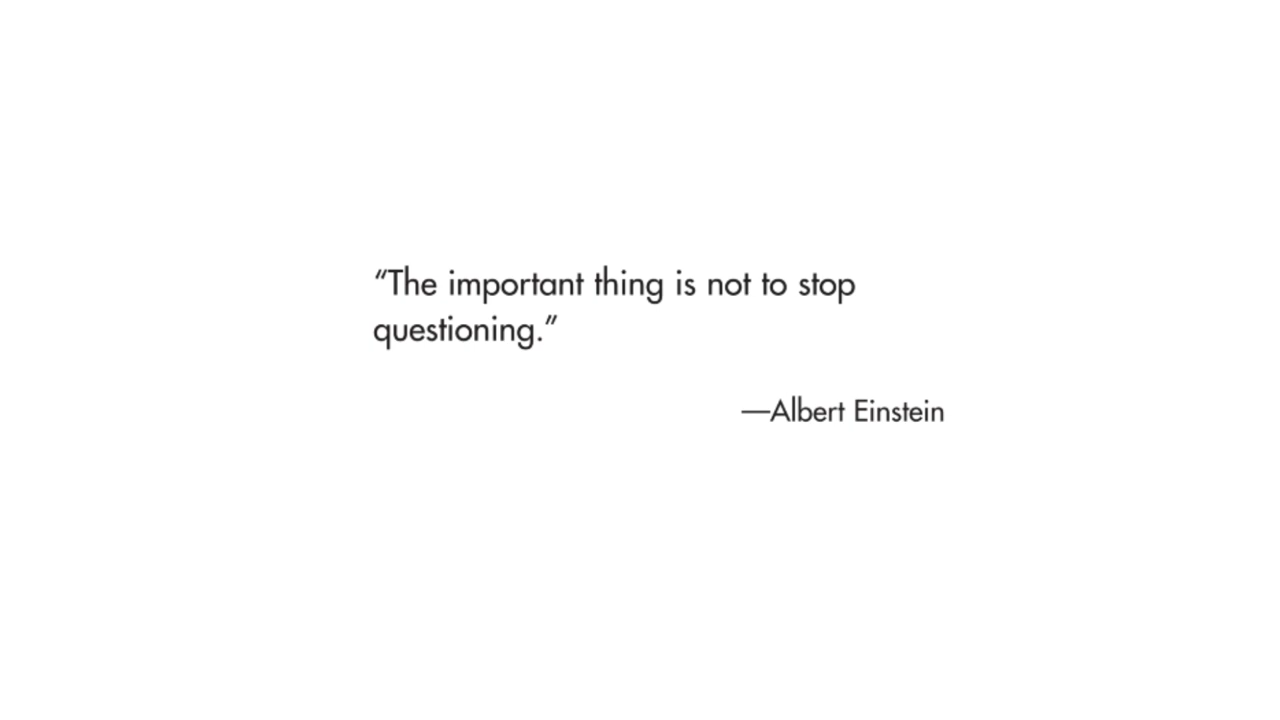 “The important thing is not to stop
questioning.”
—Albert Einstein